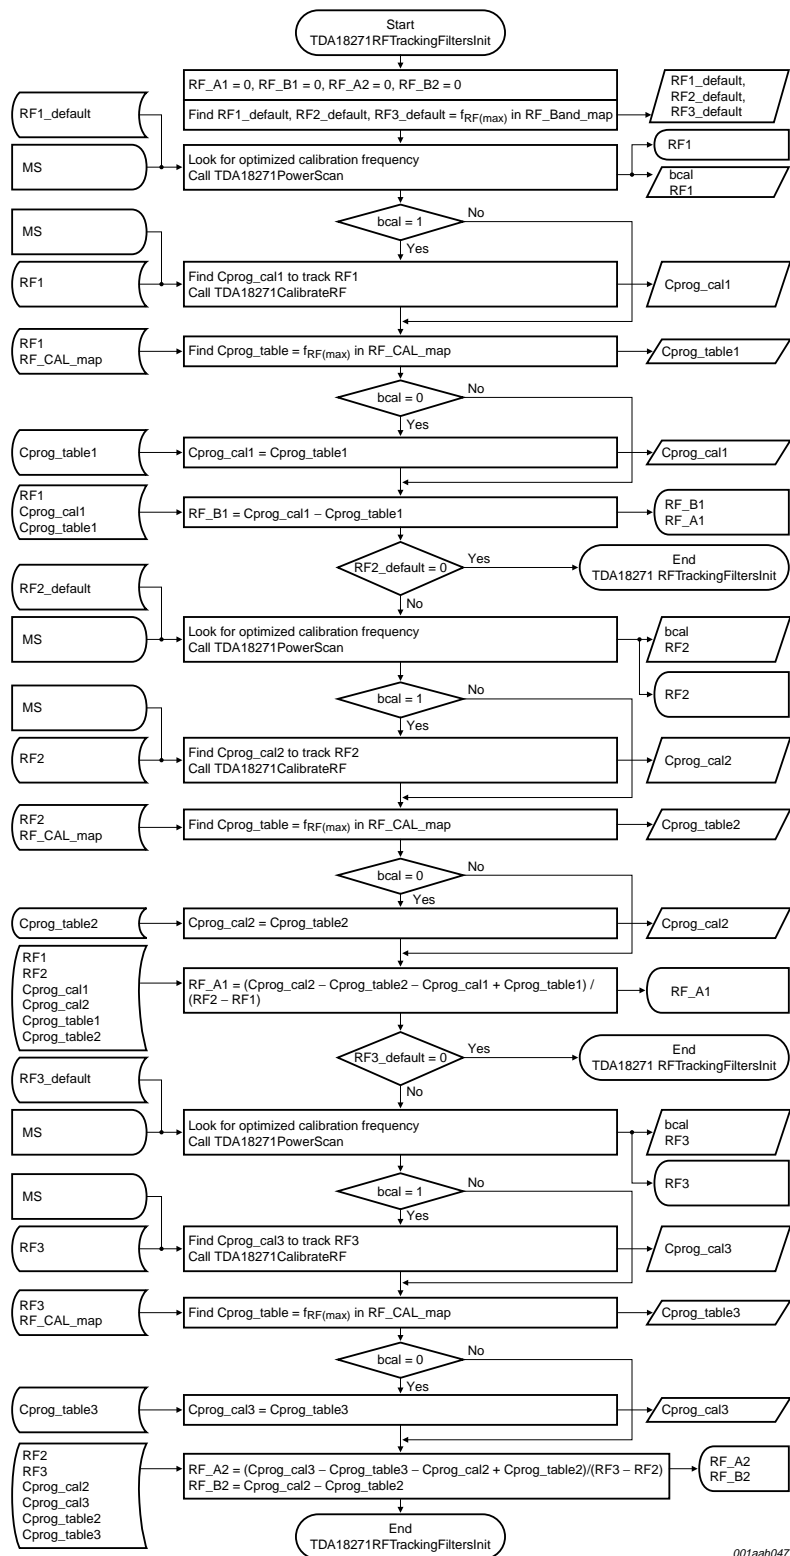 Start
TDA18271RFTrackingFiltersInit
RF_A1 = 0, RF_B1 = 0, RF_A2 = 0, RF_B2 = 0
RF1_default,
RF2_default,
RF3_default
RF1_default
Find RF1_default, RF2_default, RF3_default = fRF(max) in RF_Band_map
MS
Look for optimized calibration frequency
Call TDA18271PowerScan
RF1
bcal
RF1
bcal = 1
No
Yes
MS
RF1
Find Cprog_cal1 to track RF1
Call TDA18271CalibrateRF
Cprog_cal1
RF1
RF_CAL_map
Find Cprog_table = fRF(max) in RF_CAL_map
Cprog_table1
bcal = 0
No
Yes
Cprog_table1
Cprog_cal1 = Cprog_table1
Cprog_cal1
RF1
Cprog_cal1
Cprog_table1
RF_B1 = Cprog_cal1 − Cprog_table1
RF_B1
RF_A1
RF2_default = 0
Yes
End
TDA18271 RFTrackingFiltersInit
No
RF2_default
MS
Look for optimized calibration frequency
Call TDA18271PowerScan
bcal
RF2
RF2
bcal = 1
No
Yes
MS
RF2
Find Cprog_cal2 to track RF2
Call TDA18271CalibrateRF
Cprog_cal2
RF2
RF_CAL_map
Find Cprog_table = fRF(max) in RF_CAL_map
Cprog_table2
bcal = 0
No
Yes
Cprog_table2
Cprog_cal2 = Cprog_table2
Cprog_cal2
RF1
RF2
Cprog_cal1
Cprog_cal2
Cprog_table1
Cprog_table2
RF_A1 = (Cprog_cal2 − Cprog_table2 − Cprog_cal1 + Cprog_table1) /
(RF2 − RF1)
RF_A1
RF3_default = 0
Yes
End
TDA18271 RFTrackingFiltersInit
No
RF3_default
MS
Look for optimized calibration frequency
Call TDA18271PowerScan
bcal
RF3
RF3
bcal = 1
No
Yes
MS
RF3
Find Cprog_cal3 to track RF3
Call TDA18271CalibrateRF
Cprog_cal3
RF3
RF_CAL_map
Find Cprog_table = fRF(max) in RF_CAL_map
Cprog_table3
bcal = 0
No
Yes
Cprog_table3
Cprog_cal3 = Cprog_table3
Cprog_cal3
RF2
RF3
Cprog_cal2
Cprog_cal3
Cprog_table2
Cprog_table3
RF_A2 = (Cprog_cal3 − Cprog_table3 − Cprog_cal2 + Cprog_table2)/(RF3 − RF2)
RF_B2 = Cprog_cal2 − Cprog_table2
RF_A2
RF_B2
End
TDA18271RFTrackingFiltersInit
001aah047